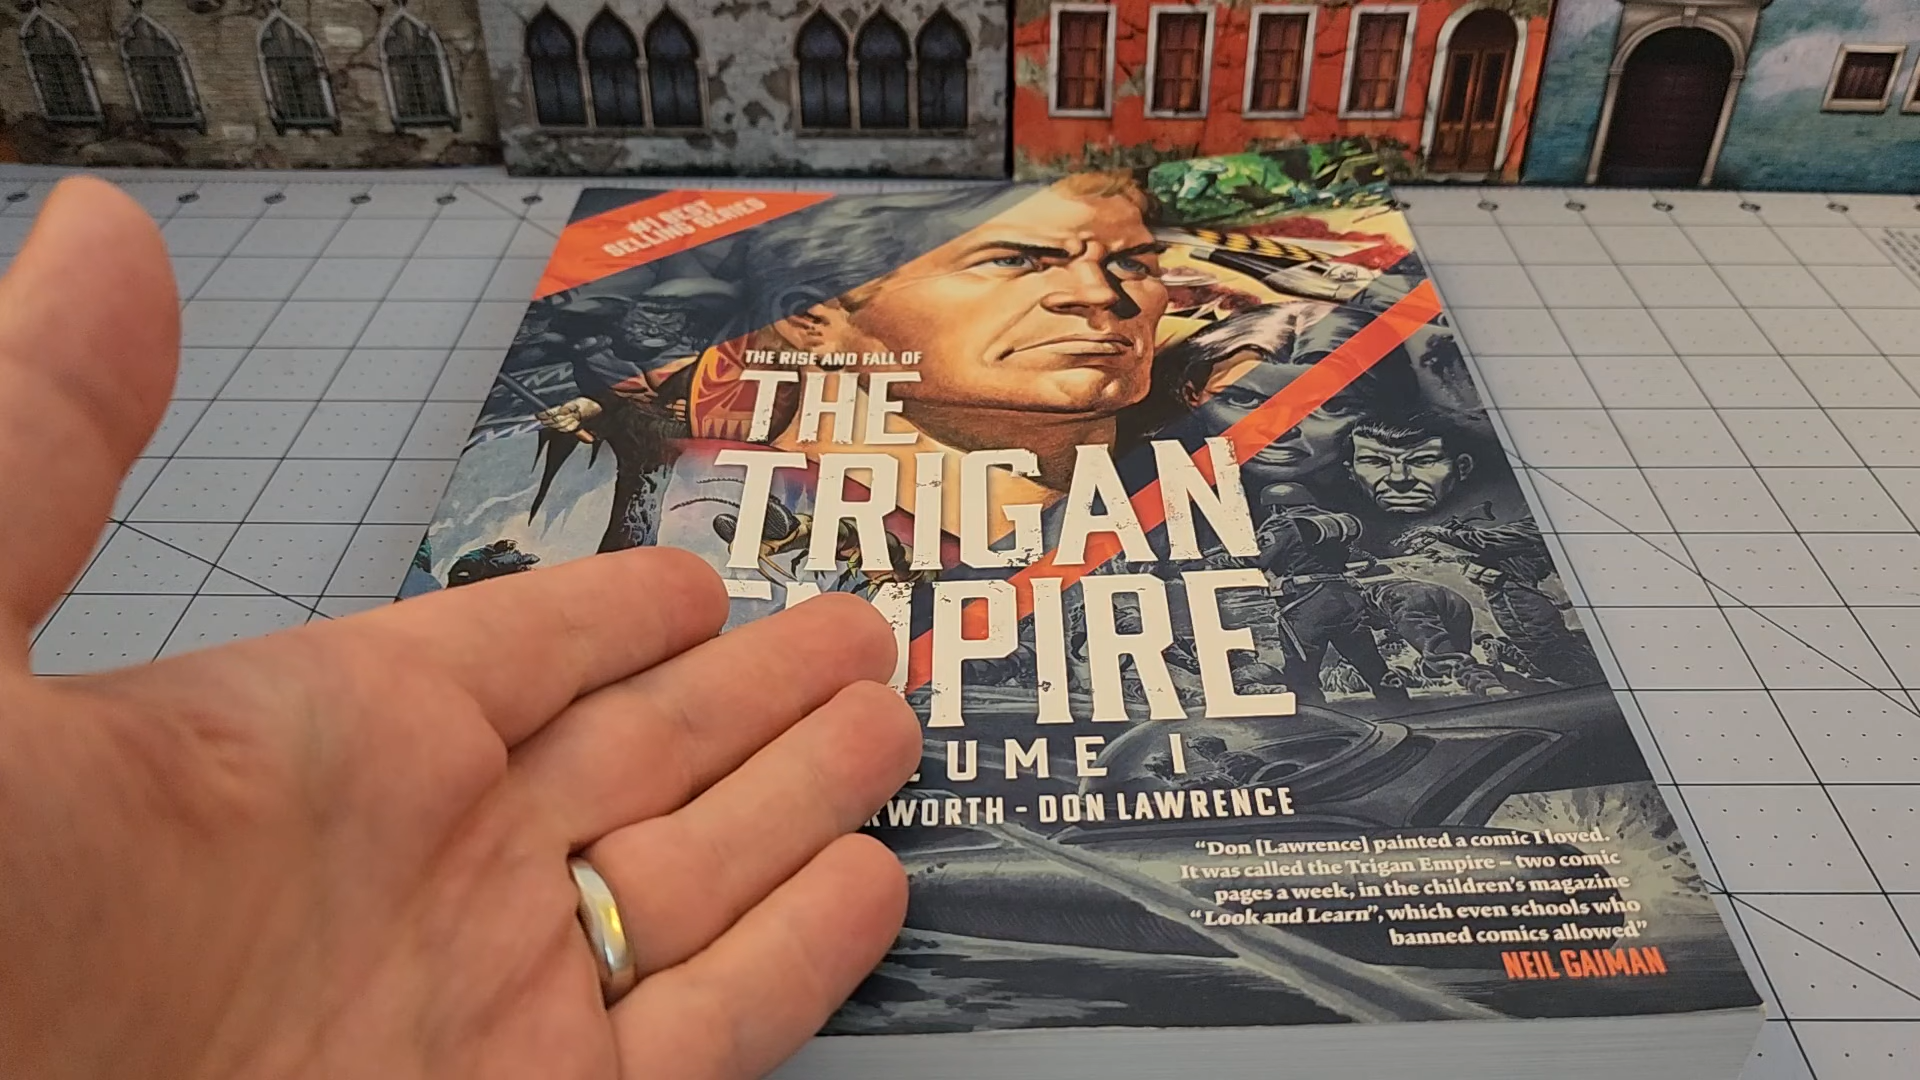 #1 BEST
SELLING SERIES
THE RISE AND FALL OF
THE
TRIGAN
EMPIRE
UME I
RWORTH - DON LAWRENCE
"Don [Lawrence] painted a comic I loved.
It was called the Trigan Empire – two comic
pages a week, in the children's magazine
"Look and Learn", which even schools who
banned comics allowed"
NEIL GAIMAN